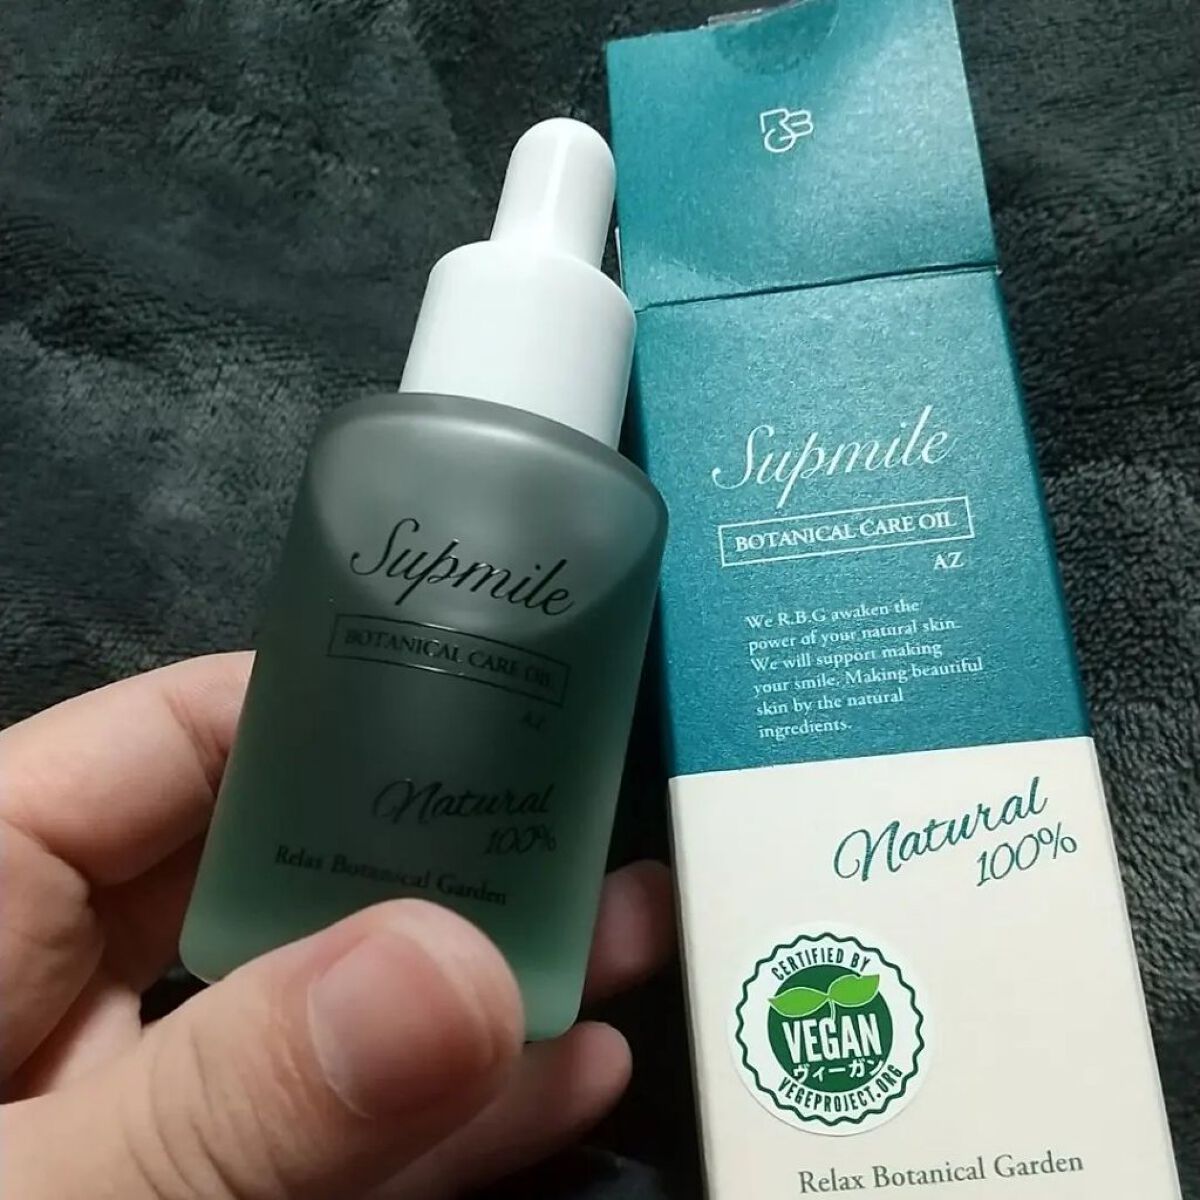 Supmile
BOTANICAL CARE OIL
AZ
Natural
100%
Relax Botanical Garden
Supmile
BOTANICAL CARE OIL
AZ
We R.B.G awaken the
power of your natural skin.
We will support making
your smile. Making beautiful
skin by the natural
ingredients.
Natural
100%
CERTIFIED BY
VEGAN
ヴィーガン
VEGEPROJECT.ORG
Relax Botanical Garden